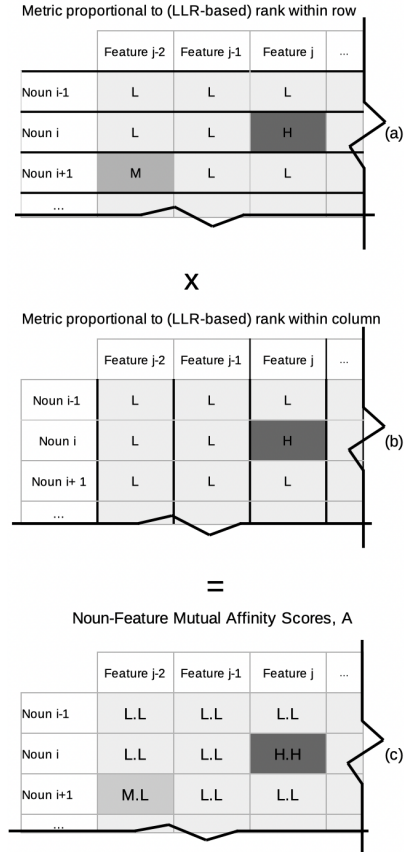 Metric proportional to (LLR-based) rank within row
Feature j-2 Feature j-1 Feature j ...
Noun i-1 L L L
Noun i L L H
(a)
Noun i+1 M L L
...
X
Metric proportional to (LLR-based) rank within column
Feature j-2 Feature j-1 Feature j ...
Noun i-1 L L L
Noun i L L H
(b)
Noun i+ 1 L L L
...
=
Noun-Feature Mutual Affinity Scores, A
Feature j-2 Feature j-1 Feature j ...
Noun i-1 L.L L.L L.L
Noun i L.L L.L H.H
(c)
Noun i+1 M.L L.L L.L
...